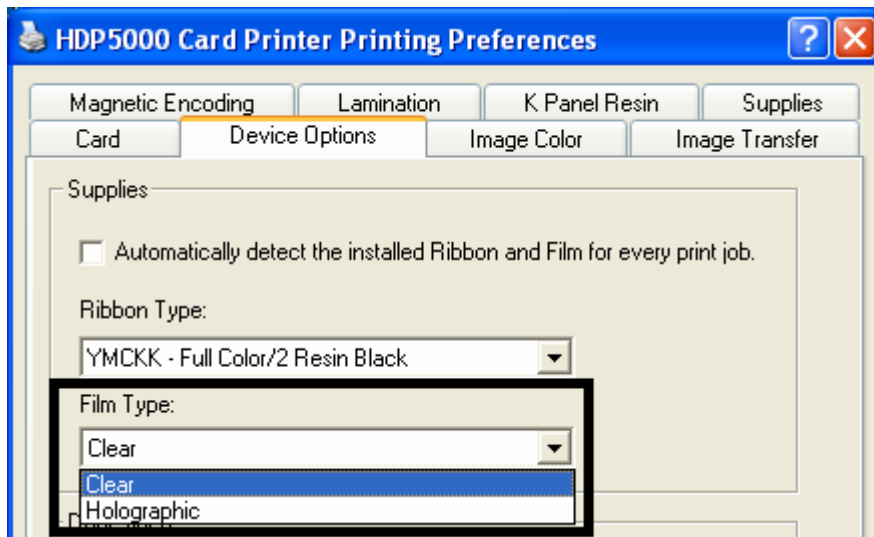 HDP5000 Card Printer Printing Preferences
Magnetic Encoding Lamination K Panel Resin Supplies
Card Device Options Image Color Image Transfer
Supplies
Automatically detect the installed Ribbon and Film for every print job.
Ribbon Type:
YMCKK - Full Color/2 Resin Black
Film Type:
Clear
Clear
Holographic